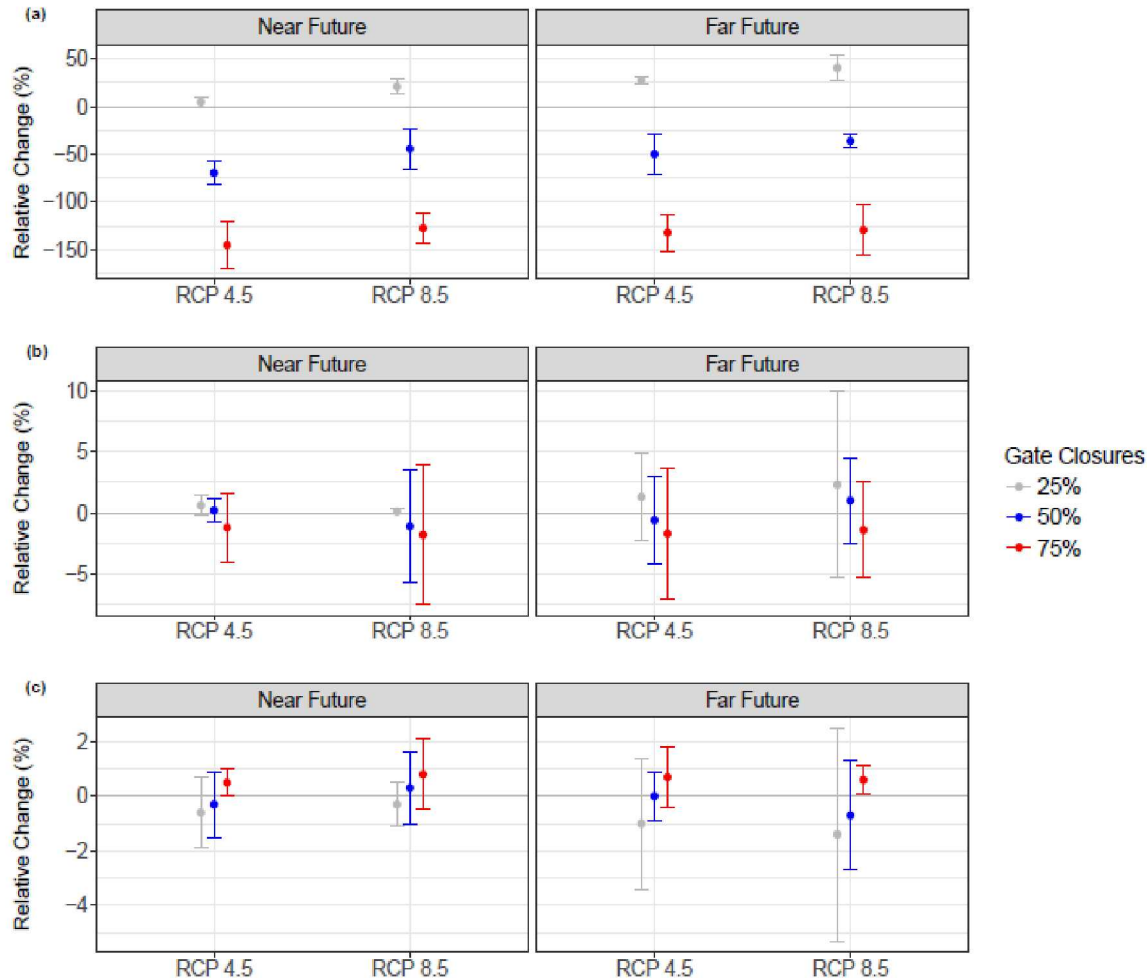 (a)
Near Future
Far Future
Relative Change (%)
50
0
−50
−100
−150
RCP 4.5
RCP 8.5
RCP 4.5
RCP 8.5
(b)
Near Future
Far Future
Relative Change (%)
10
5
0
−5
RCP 4.5
RCP 8.5
RCP 4.5
RCP 8.5
Gate Closures
25%
50%
75%
(c)
Near Future
Far Future
Relative Change (%)
2
0
−2
−4
RCP 4.5
RCP 8.5
RCP 4.5
RCP 8.5